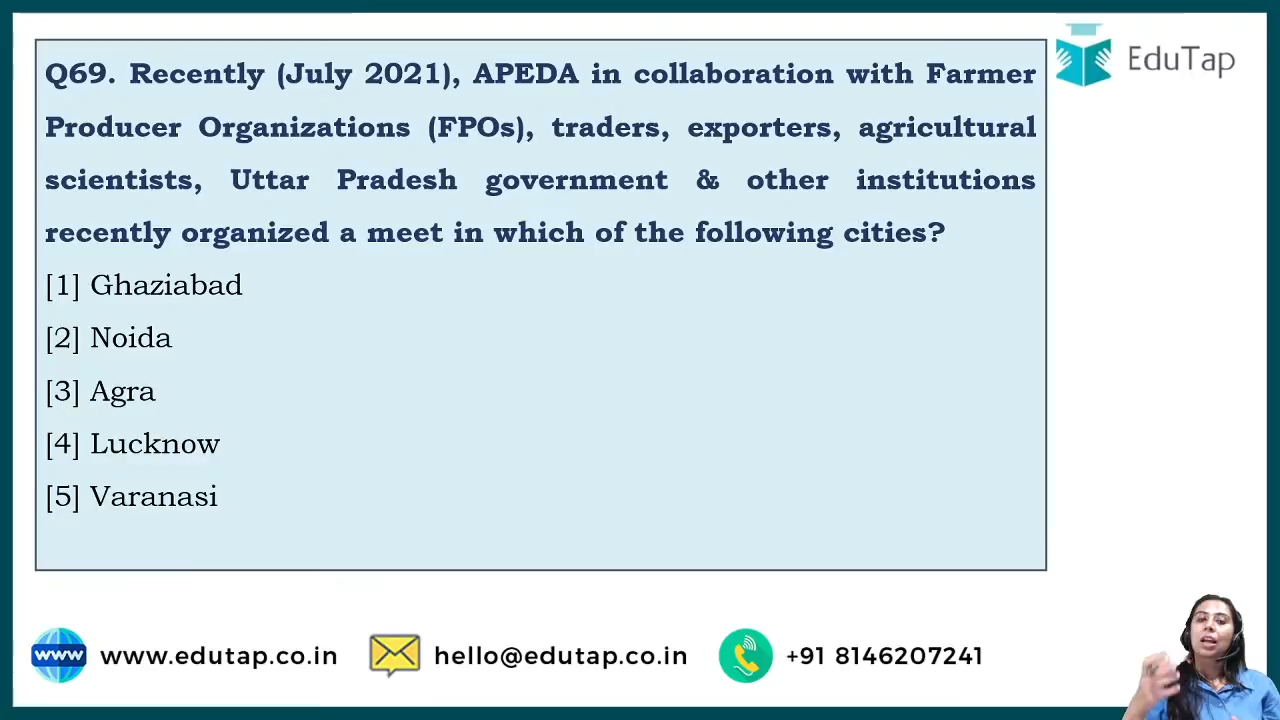 Q69. Recently (July 2021), APEDA in collaboration with Farmer
Producer Organizations (FPOs), traders, exporters, agricultural
scientists, Uttar Pradesh government & other institutions
recently organized a meet in which of the following cities?
[1] Ghaziabad
[2] Noida
[3] Agra
[4] Lucknow
[5] Varanasi
EduTap
www www.edutap.co.in hello@edutap.co.in +91 8146207241